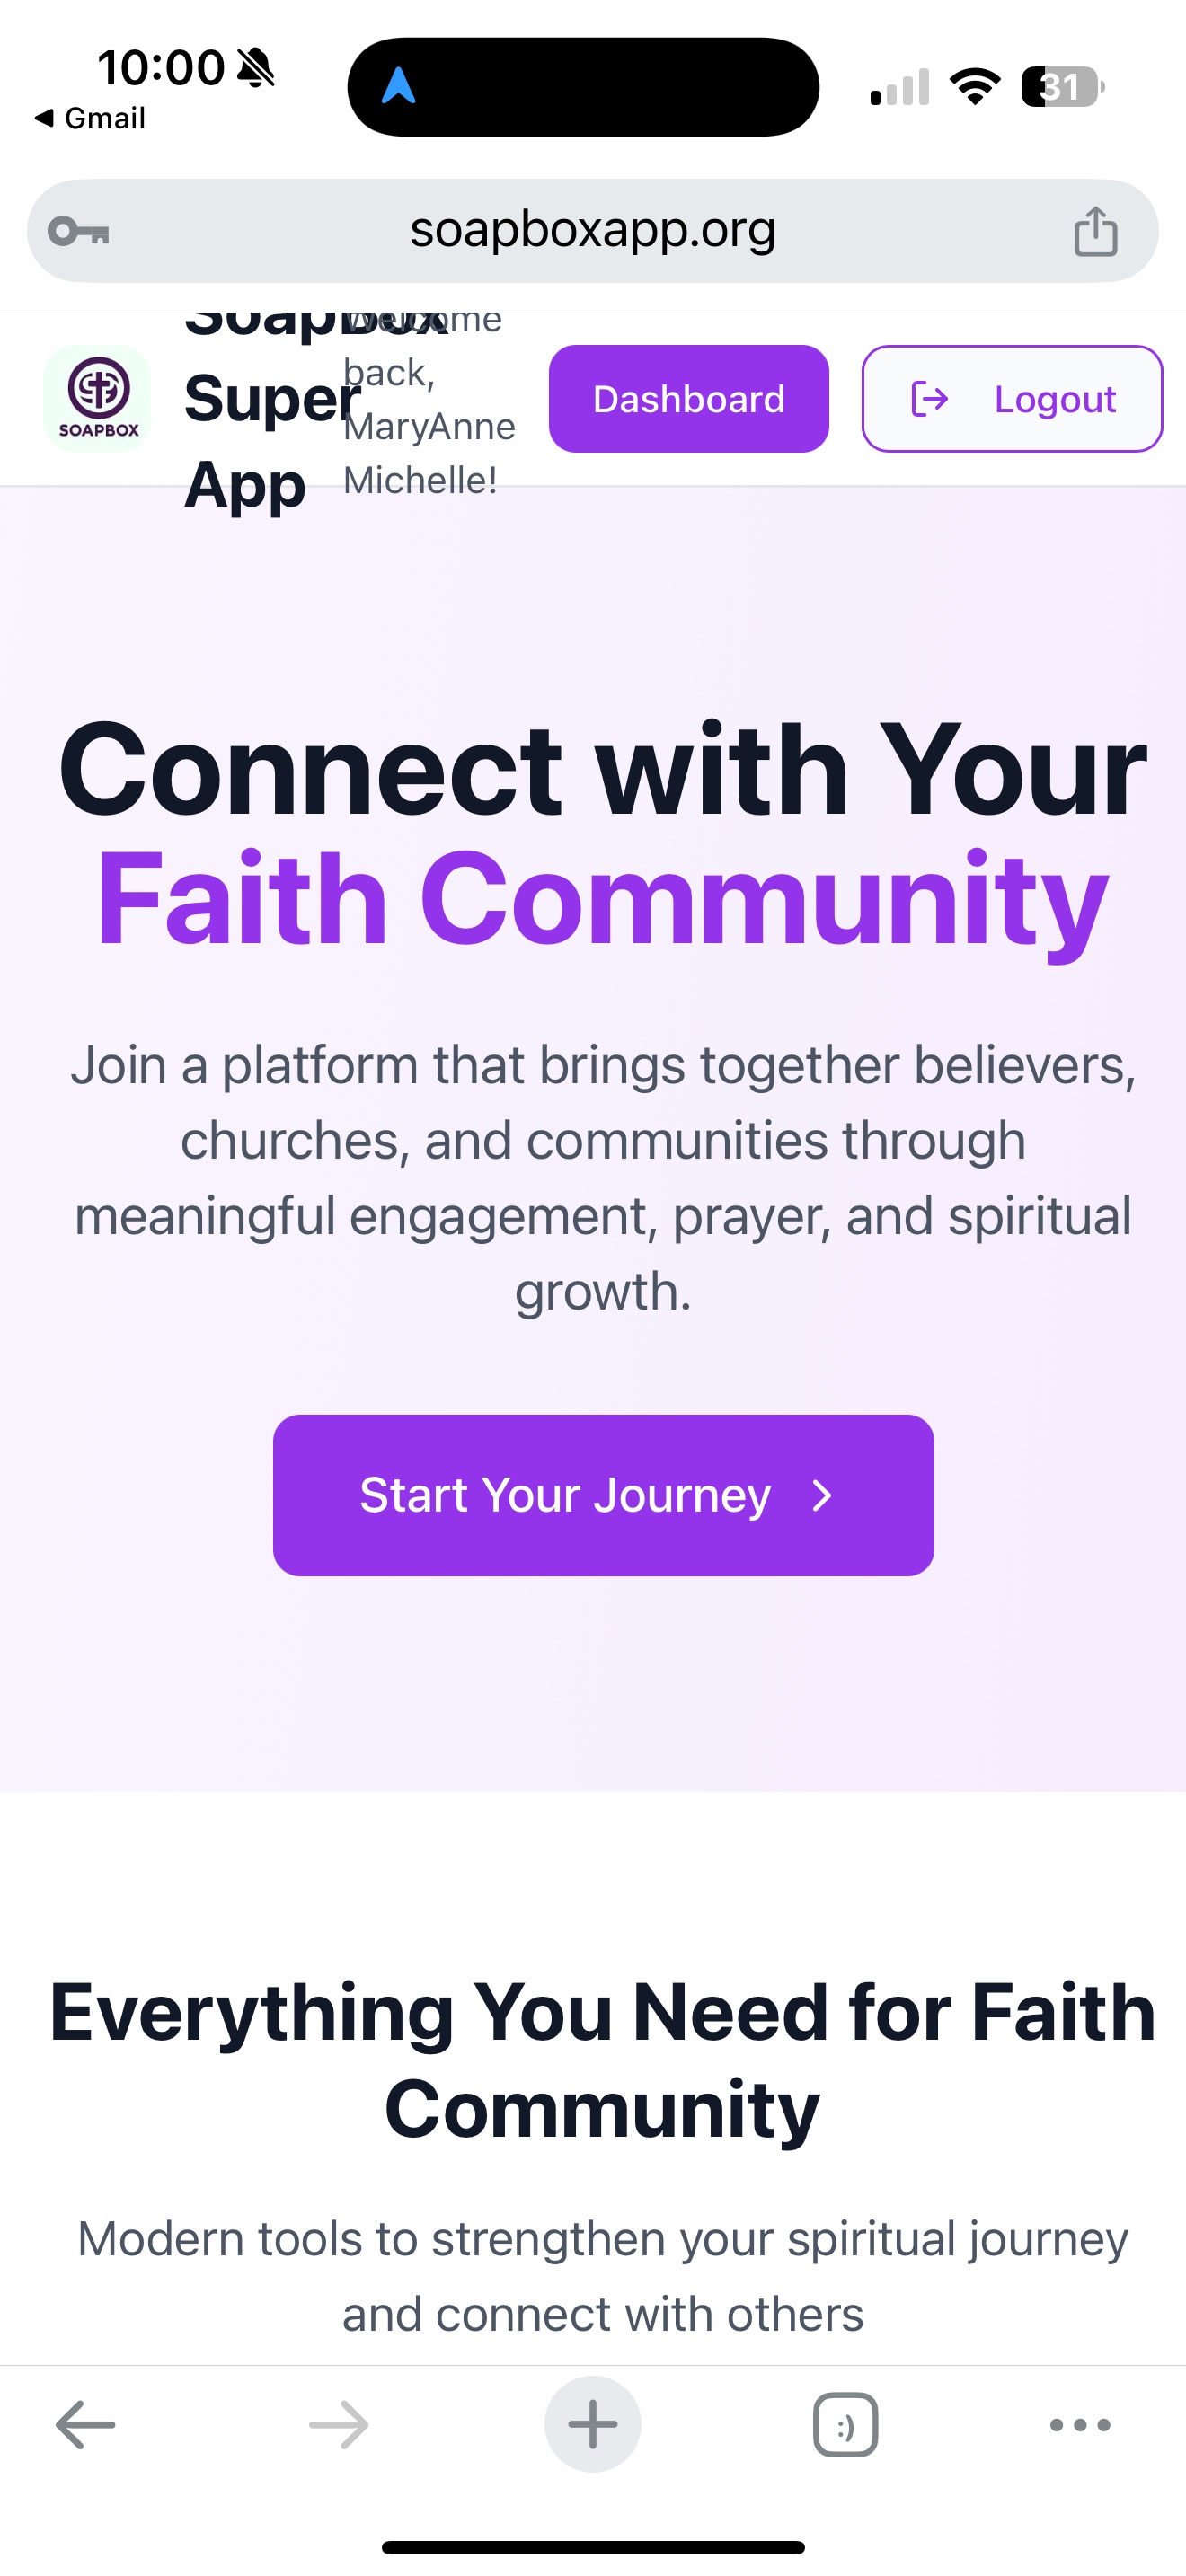 10:00
Gmail
31
soapboxapp.org
SoapBox
Super
App
SOAPBOX
Welcome
back,
MaryAnne
Michelle!
Dashboard
Logout
Connect with Your
Faith Community
Join a platform that brings together believers,
churches, and communities through
meaningful engagement, prayer, and spiritual
growth.
Start Your Journey
Everything You Need for Faith
Community
Modern tools to strengthen your spiritual journey
and connect with others
:)